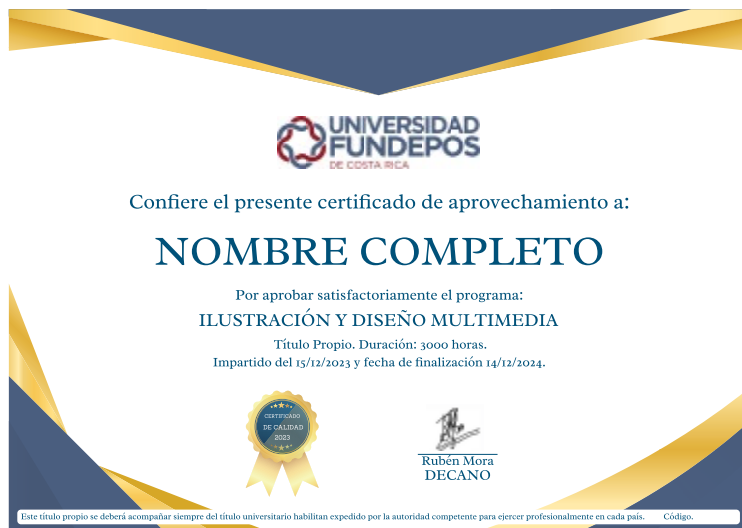 UNIVERSIDAD
FUNDEPOS
DE COSTA RICA
Confiere el presente certificado de aprovechamiento a:
NOMBRE COMPLETO
Por aprobar satisfactoriamente el programa:
ILUSTRACIÓN Y DISEÑO MULTIMEDIA
Título Propio. Duración: 3000 horas.
Impartido del 15/12/2023 y fecha de finalización 14/12/2024.
CERTIFICADO
DE CALIDAD
2023
Rubén Mora
DECANO
Este título propio se deberá acompañar siempre del título universitario habilitan expedido por la autoridad competente para ejercer profesionalmente en cada país. Código.